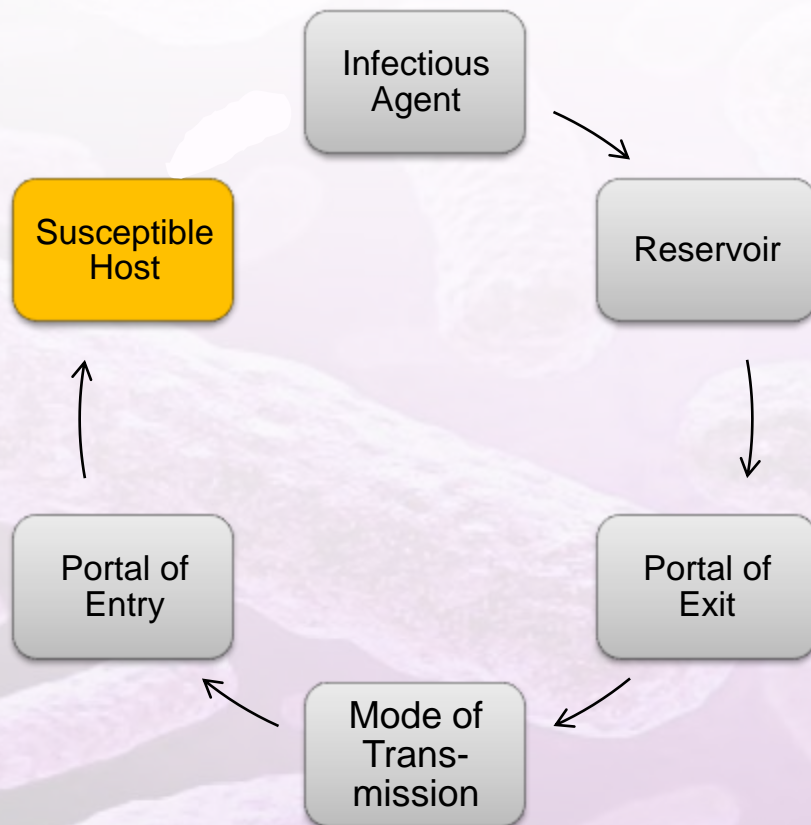 Infectious
Agent
Reservoir
Portal of
Exit
Mode of
Trans-
mission
Portal of
Entry
Susceptible
Host